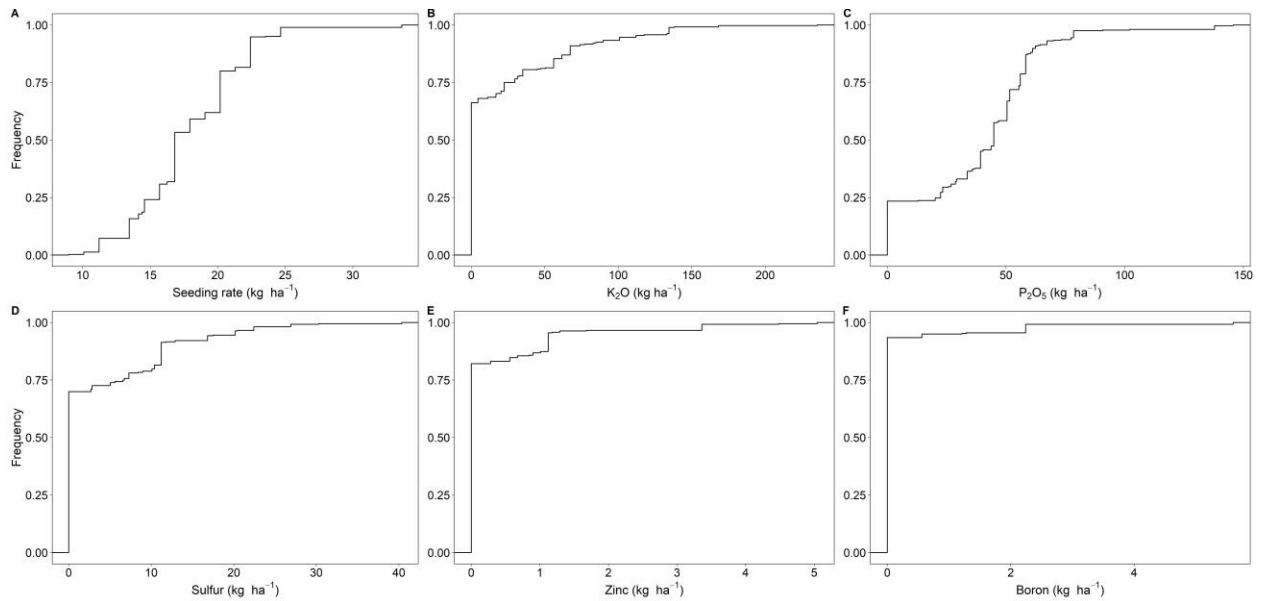 A
1.00
0.75
0.50
0.25
0.00
Frequency
10 15 20 25 30
Seeding rate (kg ha⁻¹)
B
1.00
0.75
0.50
0.25
0.00
0 50 100 150 200
K₂O (kg ha⁻¹)
C
1.00
0.75
0.50
0.25
0.00
0 50 100 150
P₂O₅ (kg ha⁻¹)
D
1.00
0.75
0.50
0.25
0.00
Frequency
0 10 20 30 40
Sulfur (kg ha⁻¹)
E
1.00
0.75
0.50
0.25
0.00
0 1 2 3 4 5
Zinc (kg ha⁻¹)
F
1.00
0.75
0.50
0.25
0.00
0 2 4
Boron (kg ha⁻¹)